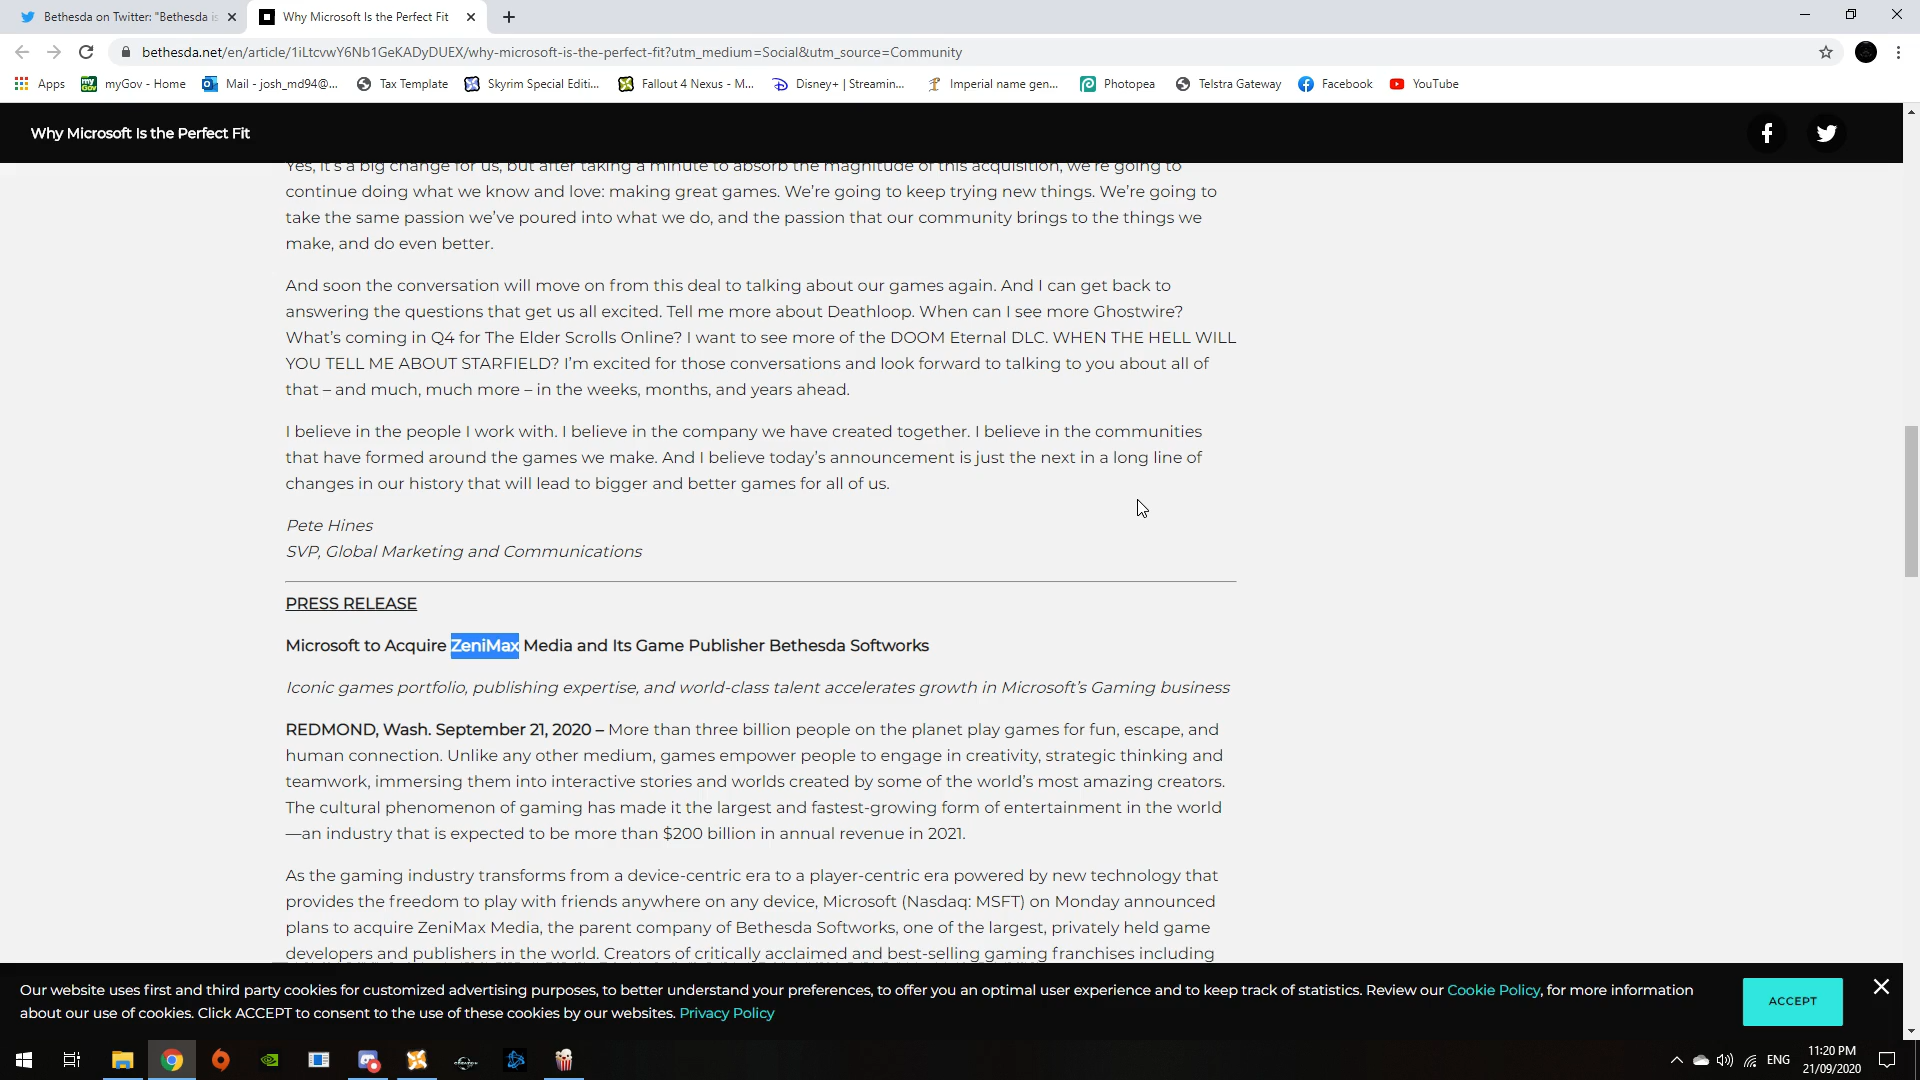 Bethesda on Twitter: "Bethesda is
Why Microsoft Is the Perfect Fit
bethesda.net/en/article/1iLtcvwY6Nb1GeKADyDUEX/why-microsoft-is-the-perfect-fit?utm_medium=Social&utm_source=Community
Apps
myGov - Home
Mail - josh_md94@...
Tax Template
Skyrim Special Editi...
Fallout 4 Nexus - M...
Disney+ | Streamin...
Imperial name gen...
Photopea
Telstra Gateway
Facebook
YouTube
Why Microsoft Is the Perfect Fit
Yes, it's a big change for us, but after taking a minute to absorb the magnitude of this acquisition, we're going to
continue doing what we know and love: making great games. We're going to keep trying new things. We're going to
take the same passion we've poured into what we do, and the passion that our community brings to the things we
make, and do even better.
And soon the conversation will move on from this deal to talking about our games again. And I can get back to
answering the questions that get us all excited. Tell me more about Deathloop. When can I see more Ghostwire?
What's coming in Q4 for The Elder Scrolls Online? I want to see more of the DOOM Eternal DLC. WHEN THE HELL WILL
YOU TELL ME ABOUT STARFIELD? I'm excited for those conversations and look forward to talking to you about all of
that – and much, much more – in the weeks, months, and years ahead.
I believe in the people I work with. I believe in the company we have created together. I believe in the communities
that have formed around the games we make. And I believe today's announcement is just the next in a long line of
changes in our history that will lead to bigger and better games for all of us.
Pete Hines
SVP, Global Marketing and Communications
PRESS RELEASE
Microsoft to Acquire ZeniMax Media and Its Game Publisher Bethesda Softworks
Iconic games portfolio, publishing expertise, and world-class talent accelerates growth in Microsoft's Gaming business
REDMOND, Wash. September 21, 2020 – More than three billion people on the planet play games for fun, escape, and
human connection. Unlike any other medium, games empower people to engage in creativity, strategic thinking and
teamwork, immersing them into interactive stories and worlds created by some of the world's most amazing creators.
The cultural phenomenon of gaming has made it the largest and fastest-growing form of entertainment in the world
—an industry that is expected to be more than $200 billion in annual revenue in 2021.
As the gaming industry transforms from a device-centric era to a player-centric era powered by new technology that
provides the freedom to play with friends anywhere on any device, Microsoft (Nasdaq: MSFT) on Monday announced
plans to acquire ZeniMax Media, the parent company of Bethesda Softworks, one of the largest, privately held game
developers and publishers in the world. Creators of critically acclaimed and best-selling gaming franchises including
Our website uses first and third party cookies for customized advertising purposes, to better understand your preferences, to offer you an optimal user experience and to keep track of statistics. Review our Cookie Policy, for more information
about our use of cookies. Click ACCEPT to consent to the use of these cookies by our websites. Privacy Policy
ACCEPT
ENG
11:20 PM
21/09/2020